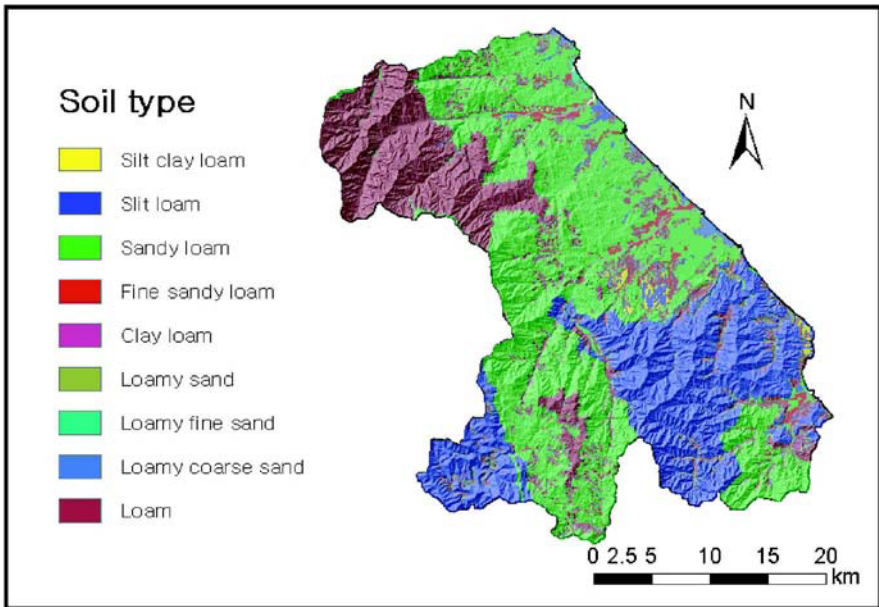 Soil type
Silt clay loam
Slit loam
Sandy loam
Fine sandy loam
Clay loam
Loamy sand
Loamy fine sand
Loamy coarse sand
Loam
N
0 2.5 5 10 15 20
km